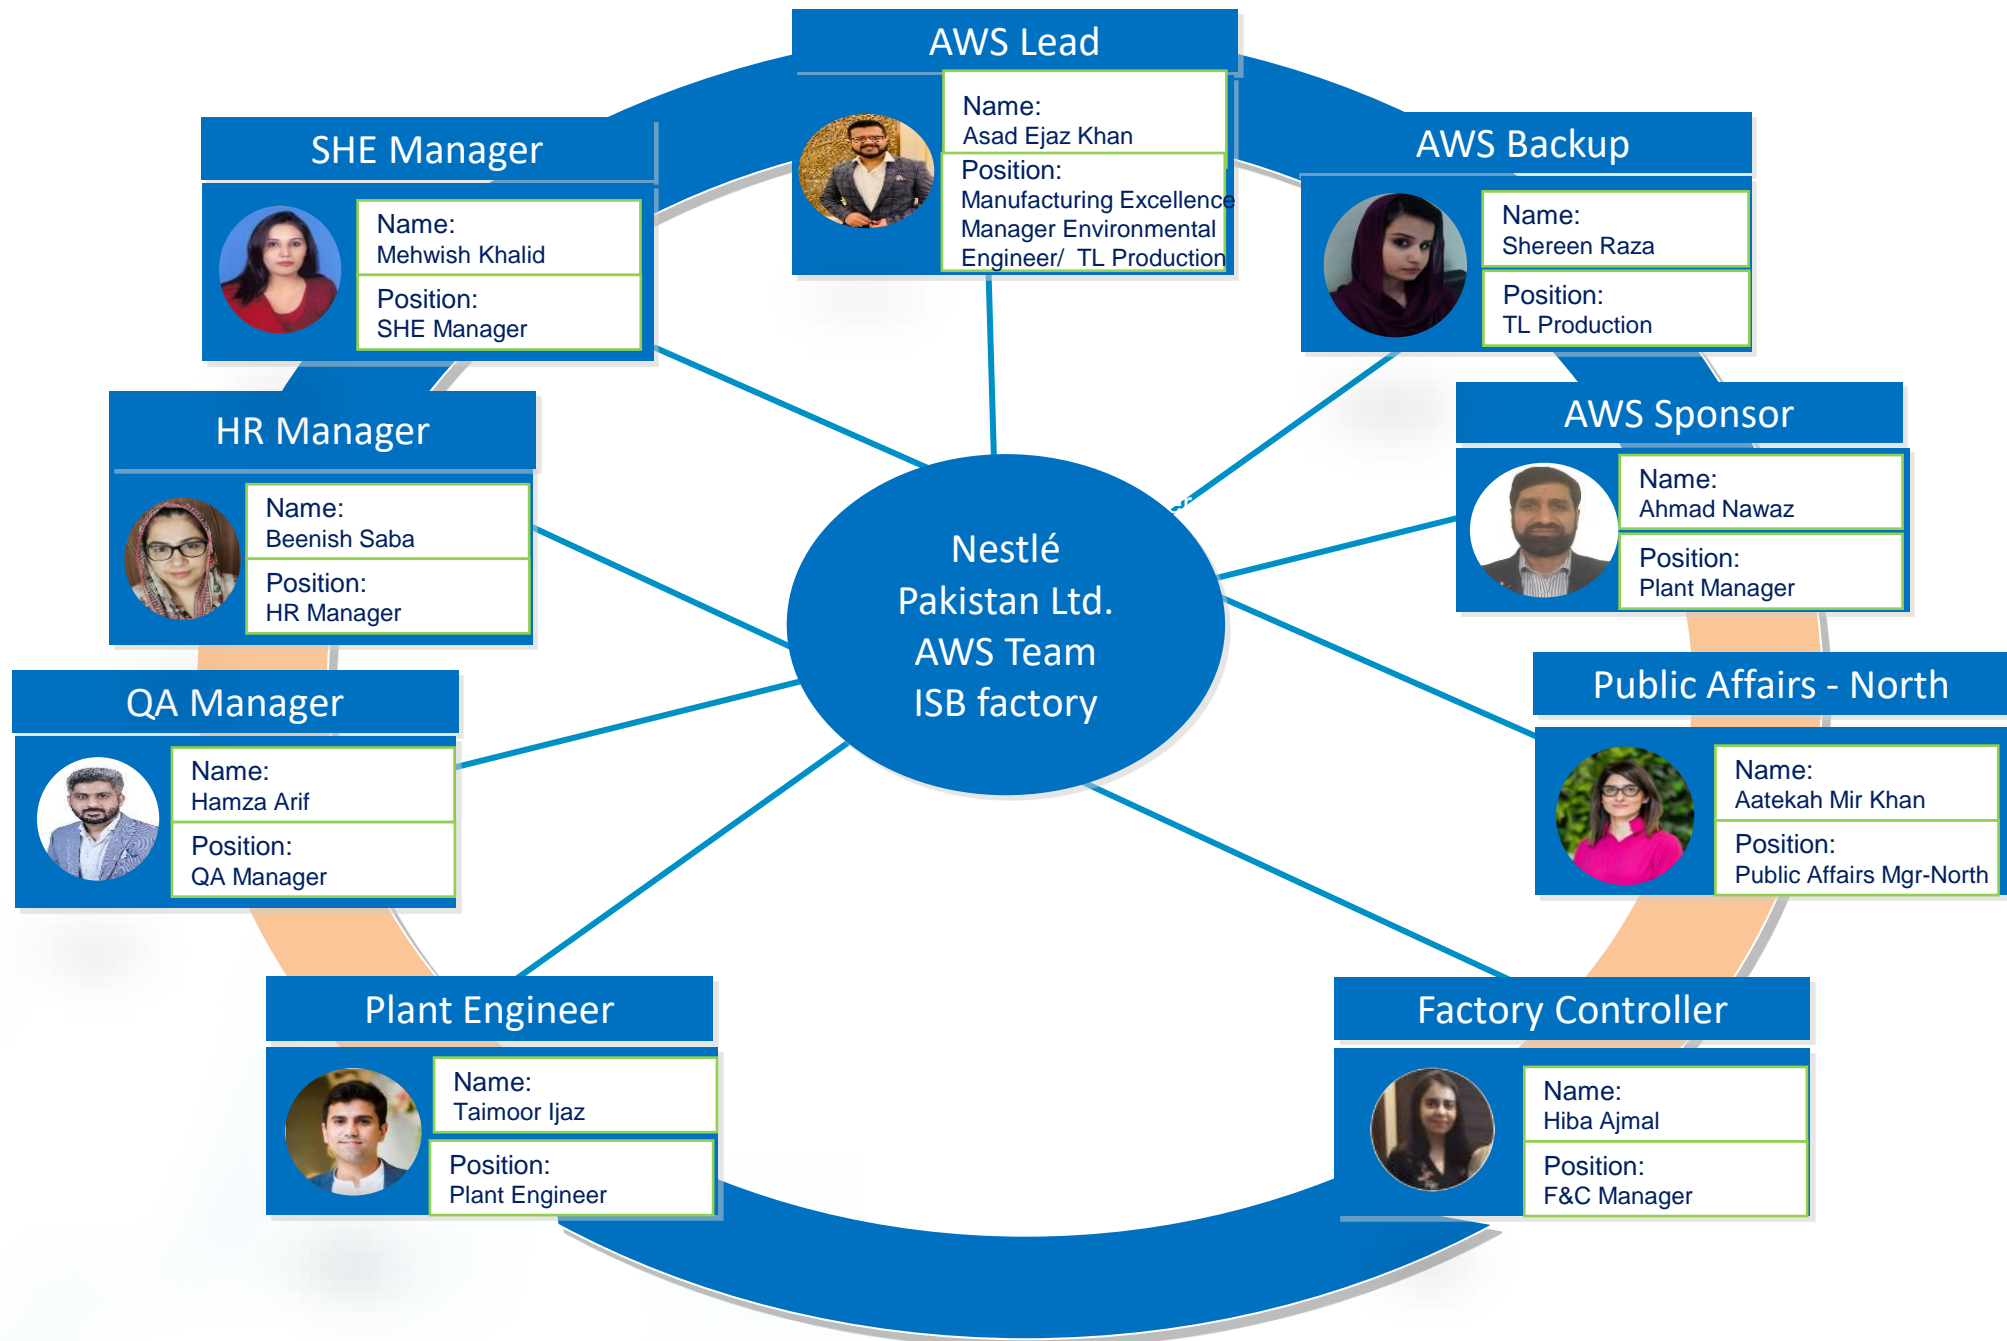 AWS Lead
Name:
Asad Ejaz Khan
Position:
Manufacturing Excellence
Manager Environmental
Engineer/ TL Production
SHE Manager
Name:
Mehwish Khalid
Position:
SHE Manager
AWS Backup
Name:
Shereen Raza
Position:
TL Production
HR Manager
Name:
Beenish Saba
Position:
HR Manager
AWS Sponsor
Name:
Ahmad Nawaz
Position:
Plant Manager
Nestlé
Pakistan Ltd.
AWS Team
ISB factory
QA Manager
Name:
Hamza Arif
Position:
QA Manager
Public Affairs - North
Name:
Aatekah Mir Khan
Position:
Public Affairs Mgr-North
Plant Engineer
Name:
Taimoor Ijaz
Position:
Plant Engineer
Factory Controller
Name:
Hiba Ajmal
Position:
F&C Manager